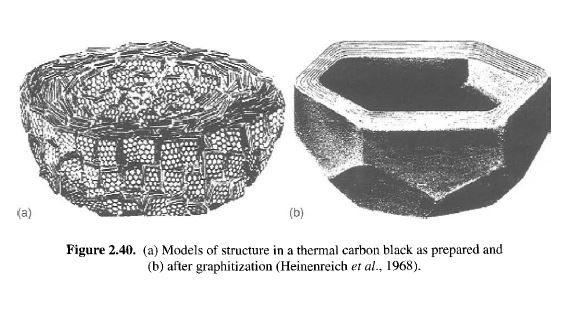 (a)
(b)
Figure 2.40. (a) Models of structure in a thermal carbon black as prepared and
(b) after graphitization (Heinenreich et al., 1968).